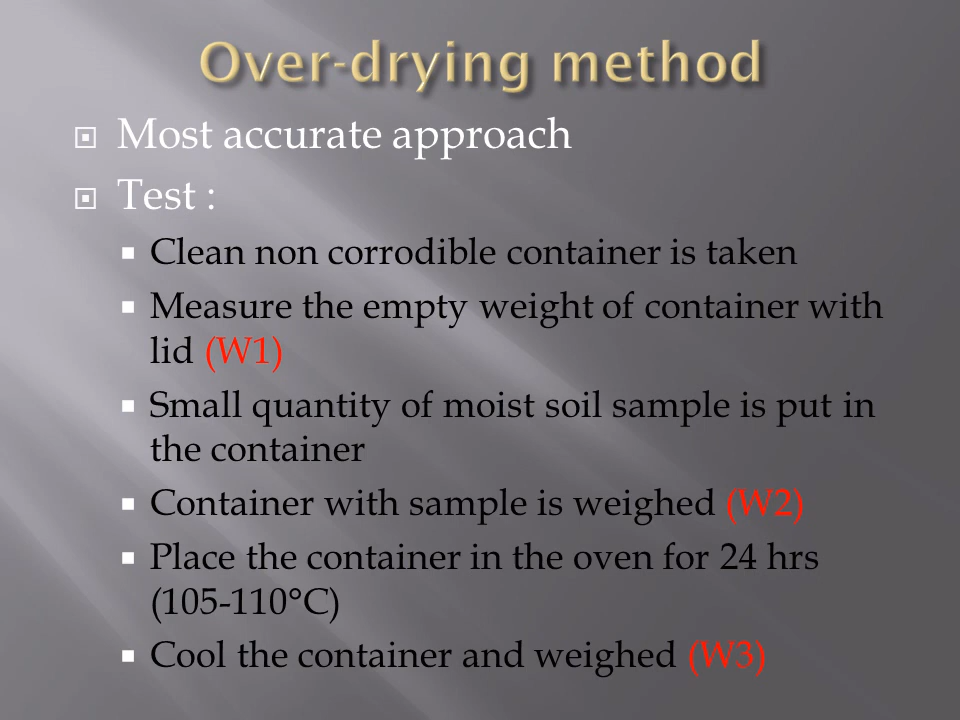 Over-drying method
Most accurate approach
Test :
Clean non corrodible container is taken
Measure the empty weight of container with
lid (W1)
Small quantity of moist soil sample is put in
the container
Container with sample is weighed (W2)
Place the container in the oven for 24 hrs
(105-110°C)
Cool the container and weighed (W3)